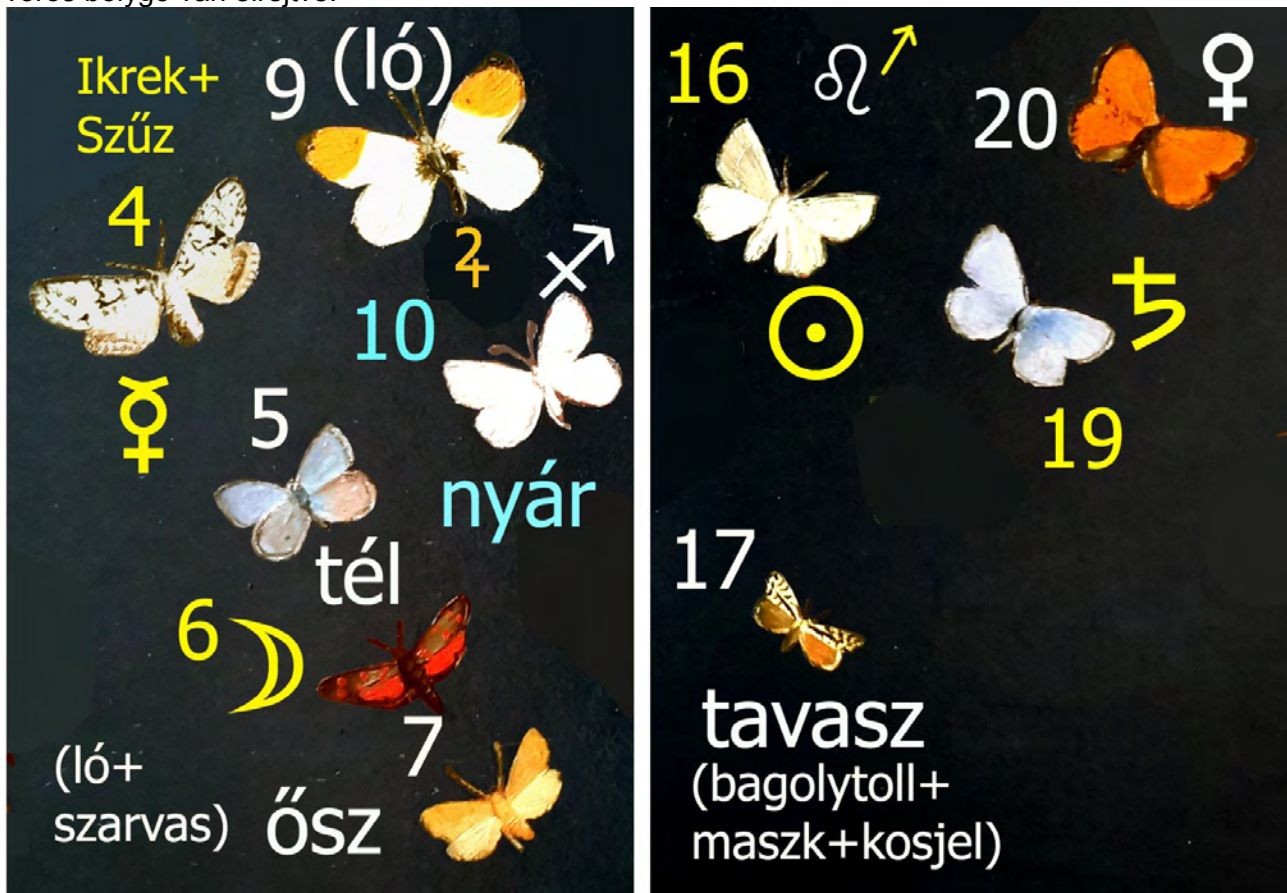 Ikrek+
Szűz
9 (ló)
4
♃
♐
10
☿
5
nyár
tél
6 ☽
7
(ló+
szarvas) ősz
16 ♌ ↗
20 ♀
☉
♄
19
17
tavasz
(bagolytoll+
maszk+kosjel)